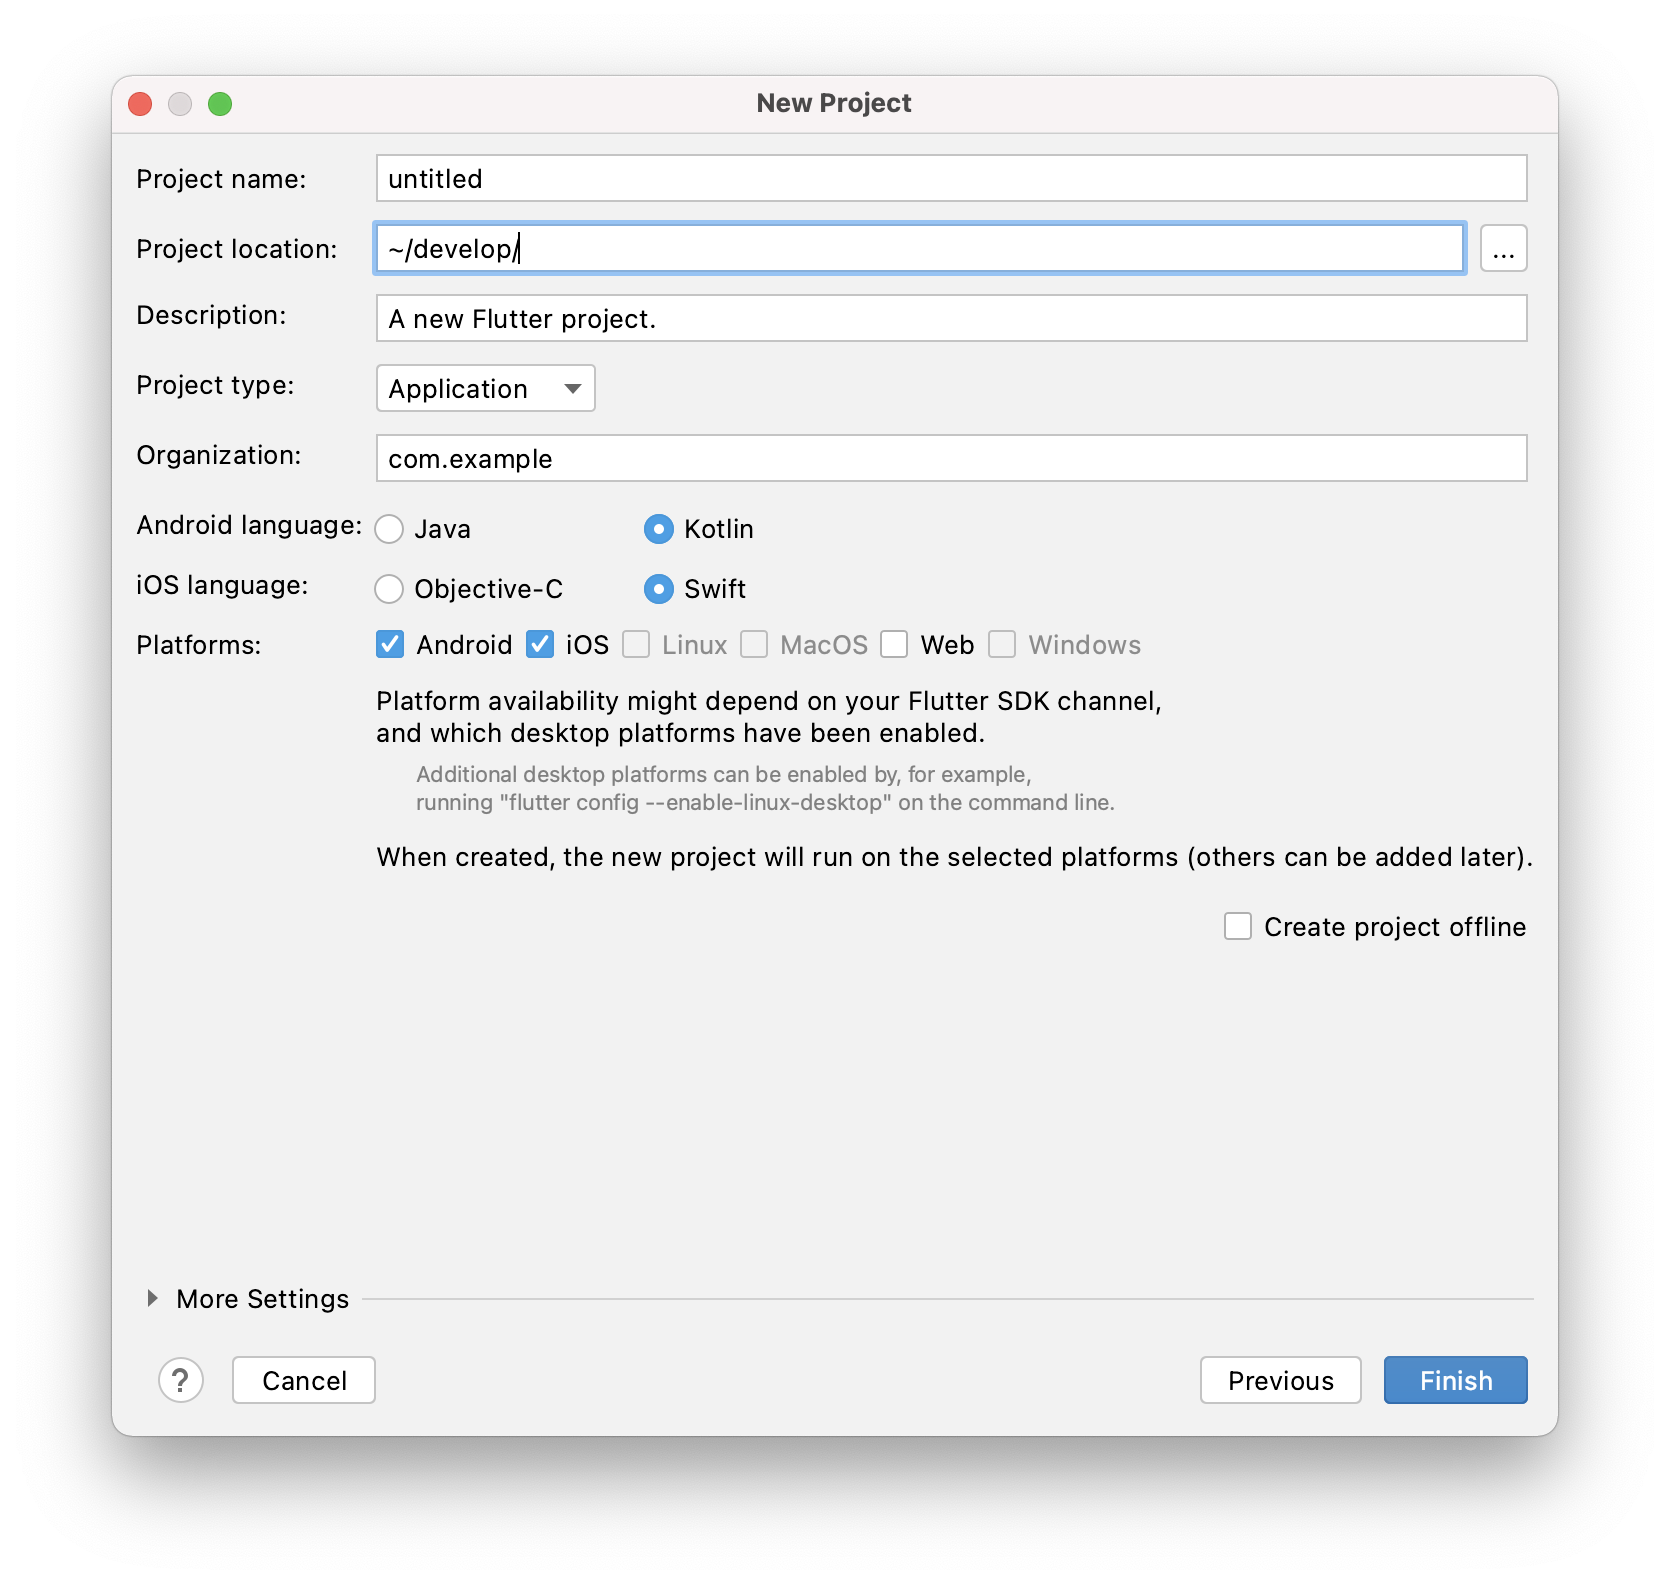 New Project
Project name: untitled
Project location: ~/develop/ ...
Description: A new Flutter project.
Project type: Application
Organization: com.example
Android language: Java Kotlin
iOS language: Objective-C Swift
Platforms: Android iOS Linux MacOS Web Windows
Platform availability might depend on your Flutter SDK channel,
and which desktop platforms have been enabled.
Additional desktop platforms can be enabled by, for example,
running "flutter config --enable-linux-desktop" on the command line.
When created, the new project will run on the selected platforms (others can be added later).
Create project offline
More Settings
? Cancel Previous Finish